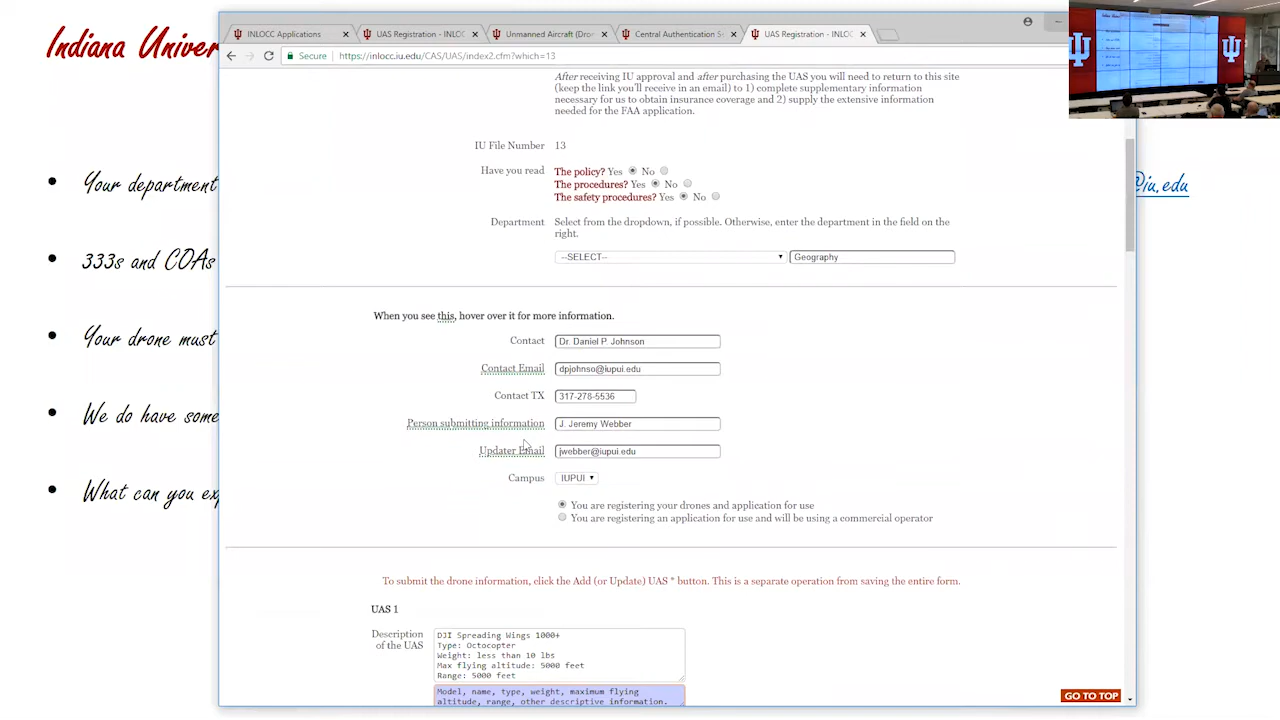 Indiana Univer
INLOCC Applications
UAS Registration - INLOC
Unmanned Aircraft (Dron
Central Authentication S
UAS Registration - INLOC
Secure
https://inlocc.iu.edu/CAS/UAS/index2.cfm?which=13
After receiving IU approval and after purchasing the UAS you will need to return to this site
(keep the link you'll receive in an email) to 1) complete supplementary information
necessary for us to obtain insurance coverage and 2) supply the extensive information
needed for the FAA application.
IU File Number 13
Have you read The policy? Yes No
The procedures? Yes No
The safety procedures? Yes No
Your department
@iu.edu
Department Select from the dropdown, if possible. Otherwise, enter the department in the field on the
right.
--SELECT-- Geography
333s and COAs
When you see this, hover over it for more information.
Your drone must
Contact Dr. Daniel P. Johnson
Contact Email dpjohnso@iupui.edu
Contact TX 317-278-5536
We do have some
Person submitting information J. Jeremy Webber
Updater Email jwebber@iupui.edu
Campus IUPUI
What can you exp
You are registering your drones and application for use
You are registering an application for use and will be using a commercial operator
To submit the drone information, click the Add (or Update) UAS * button. This is a separate operation from saving the entire form.
UAS 1
Description
of the UAS
DJI Spreading Wings 1000+
Type: Octocopter
Weight: less than 10 lbs
Max flying altitude: 5000 feet
Range: 5000 feet
Model, name, type, weight, maximum flying
altitude, range, other descriptive information.
GO TO TOP